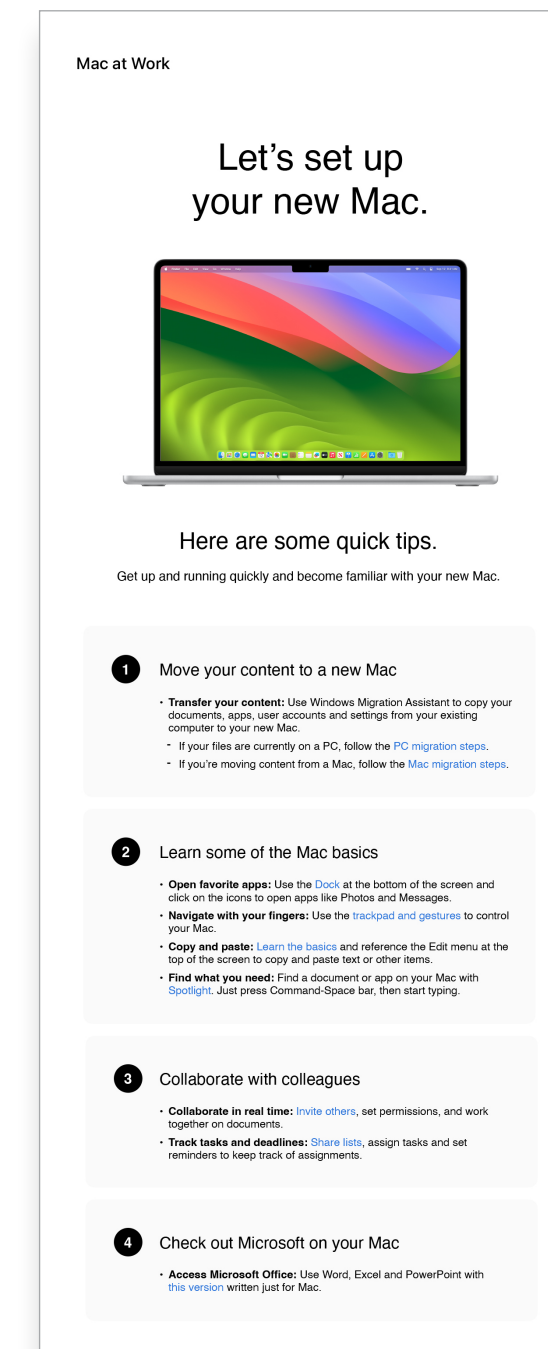 Mac at Work
Let’s set up
your new Mac.
Here are some quick tips.
Get up and running quickly and become familiar with your new Mac.
1
Move your content to a new Mac
• Transfer your content: Use Windows Migration Assistant to copy your
documents, apps, user accounts and settings from your existing
computer to your new Mac.
- If your files are currently on a PC, follow the PC migration steps.
- If you’re moving content from a Mac, follow the Mac migration steps.
2
Learn some of the Mac basics
• Open favorite apps: Use the Dock at the bottom of the screen and
click on the icons to open apps like Photos and Messages.
• Navigate with your fingers: Use the trackpad and gestures to control
your Mac.
• Copy and paste: Learn the basics and reference the Edit menu at the
top of the screen to copy and paste text or other items.
• Find what you need: Find a document or app on your Mac with
Spotlight. Just press Command-Space bar, then start typing.
3
Collaborate with colleagues
• Collaborate in real time: Invite others, set permissions, and work
together on documents.
• Track tasks and deadlines: Share lists, assign tasks and set
reminders to keep track of assignments.
4
Check out Microsoft on your Mac
• Access Microsoft Office: Use Word, Excel and PowerPoint with
this version written just for Mac.